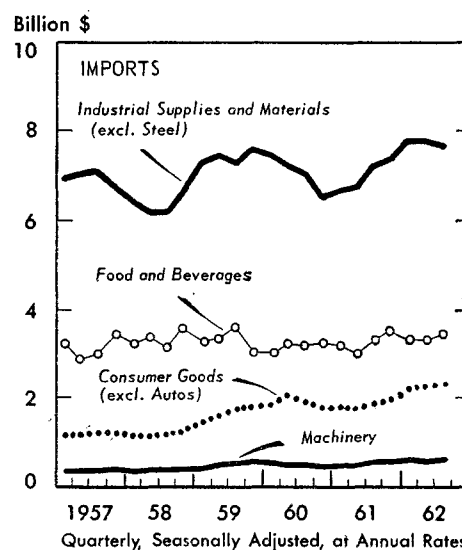 Billion $
10
IMPORTS
Industrial Supplies and Materials
(excl. Steel)
8
6
Food and Beverages
4
Consumer Goods
(excl. Autos)
2
Machinery
0
1957 58 59 60 61 62
Quarterly, Seasonally Adjusted, at Annual Rates